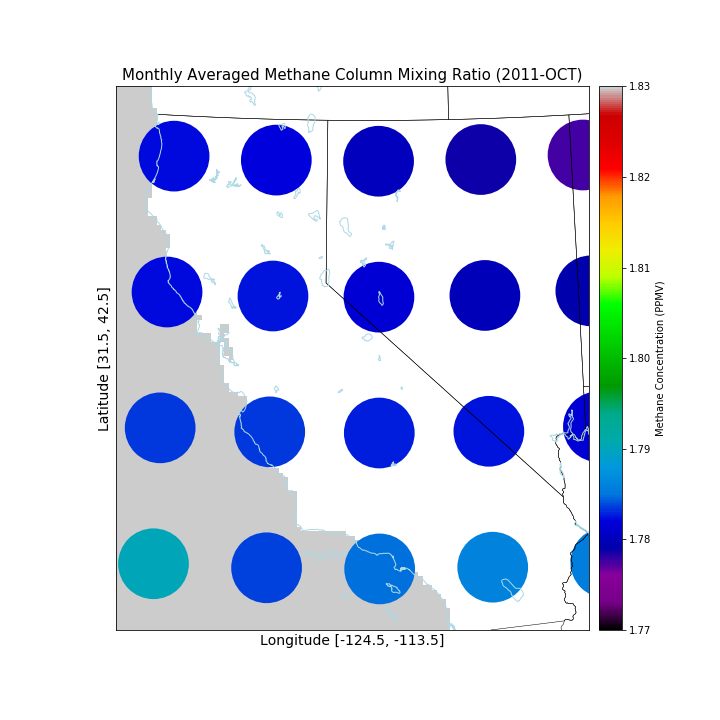 Monthly Averaged Methane Column Mixing Ratio (2011-OCT)
1.83
1.82
1.81
1.80
1.79
1.78
1.77
Methane Concentration (PPMV)
Latitude [31.5, 42.5]
Longitude [-124.5, -113.5]